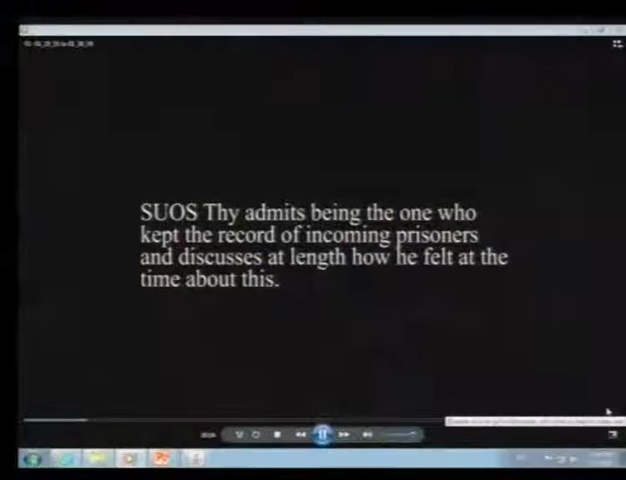 SUOS Thy admits being the one who
kept the record of incoming prisoners
and discusses at length how he felt at the
time about this.